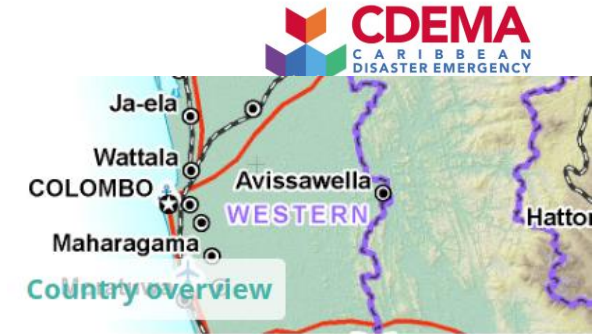 CDEMA
CARIBBEAN
DISASTER EMERGENCY
Ja-ela
Wattala
COLOMBO
Avissawella
WESTERN
Hatton
Maharagama
Country overview